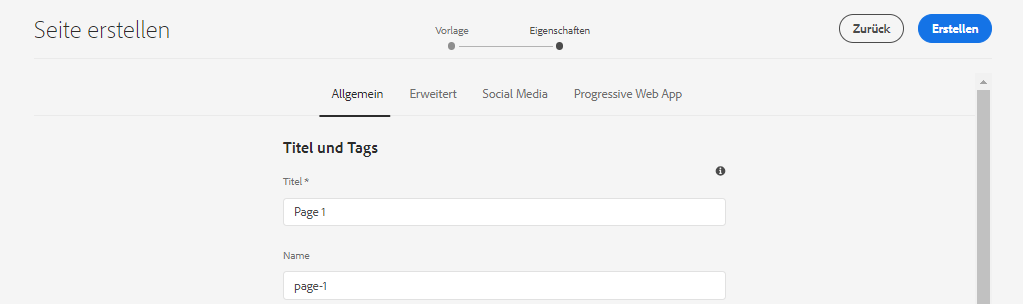 Seite erstellen
Vorlage
Eigenschaften
Zurück
Erstellen
Allgemein
Erweitert
Social Media
Progressive Web App
Titel und Tags
Titel *
Page 1
Name
page-1